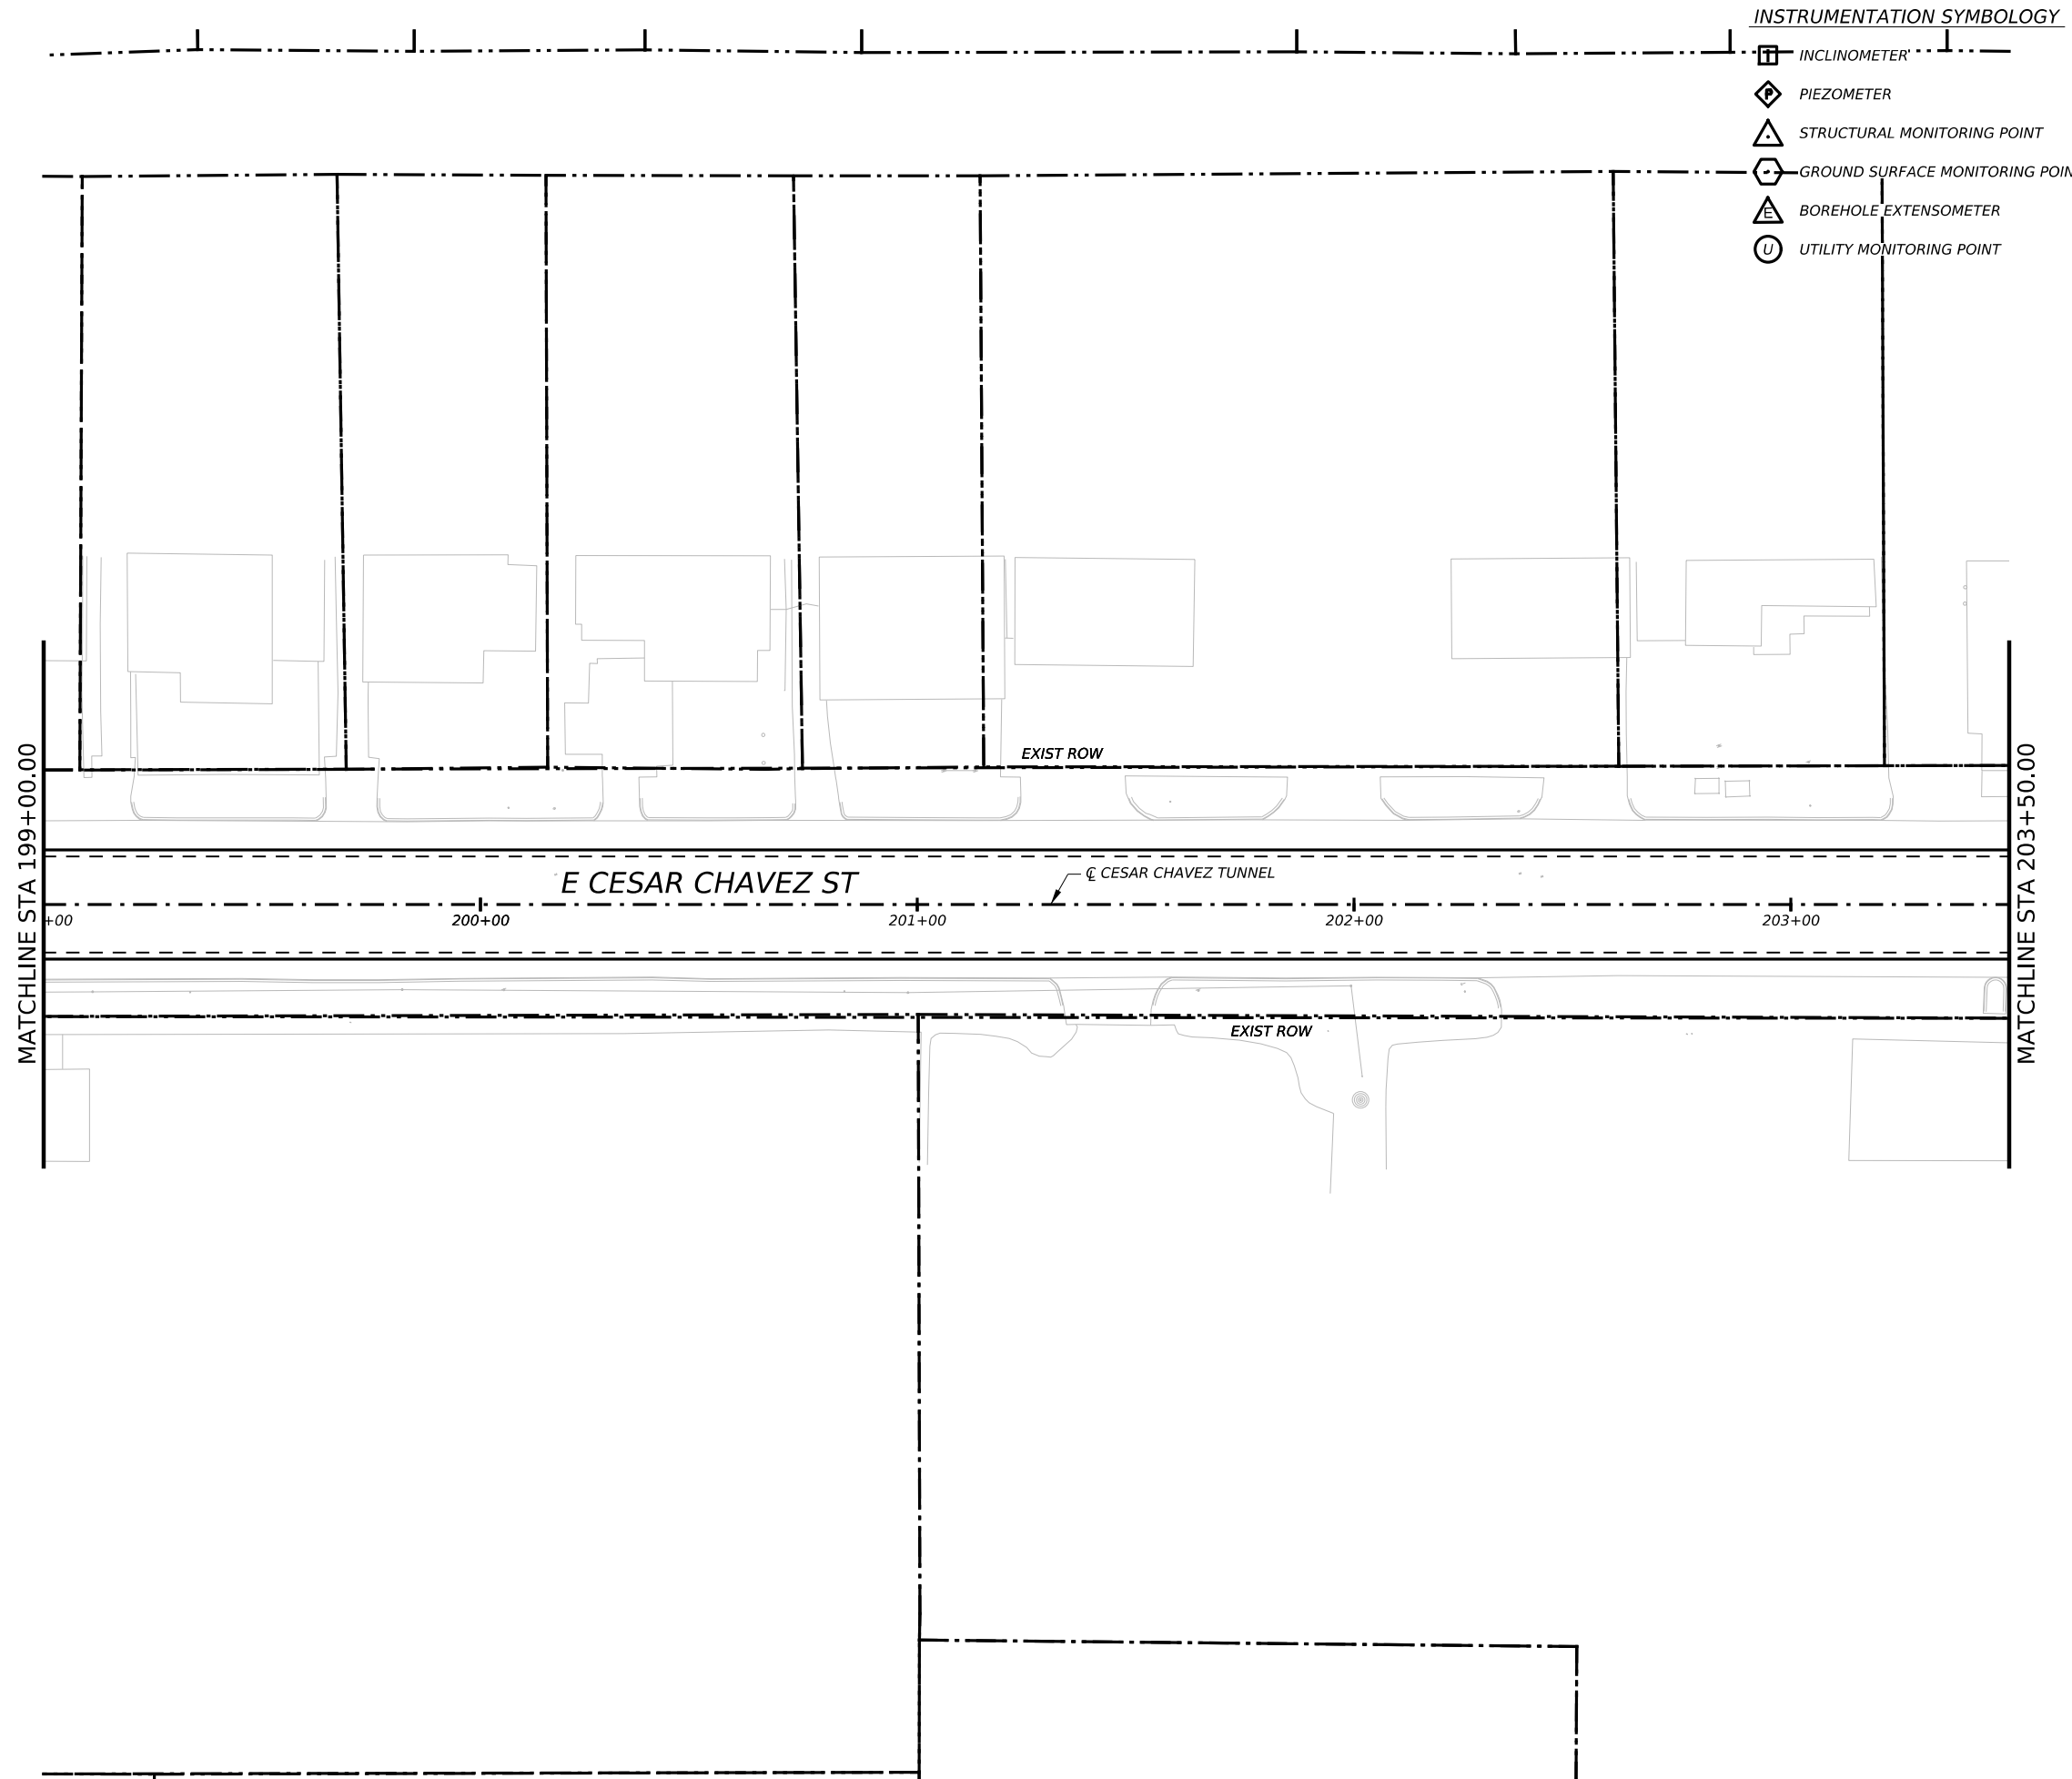 INSTRUMENTATION SYMBOLOGY
I INCLINOMETER
P PIEZOMETER
STRUCTURAL MONITORING POINT
GROUND SURFACE MONITORING POIN
E BOREHOLE EXTENSOMETER
U UTILITY MONITORING POINT
EXIST ROW
MATCHLINE STA 199+00.00
MATCHLINE STA 203+50.00
E CESAR CHAVEZ ST
℄ CESAR CHAVEZ TUNNEL
+00
200+00
201+00
202+00
203+00
EXIST ROW